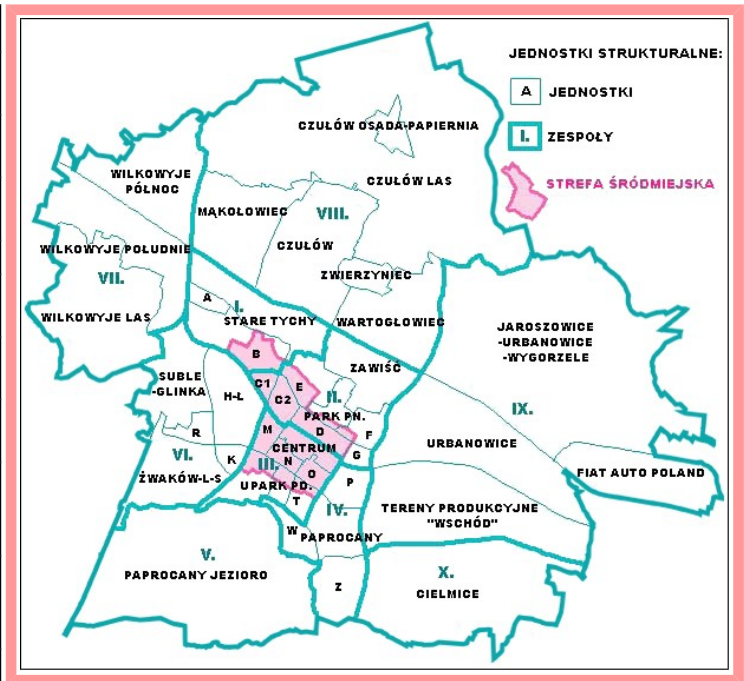 JEDNOSTKI STRUKTURALNE:
A JEDNOSTKI
I. ZESPOŁY
STREFA ŚRÓDMIEJSKA
CZUŁÓW OSADA-PAPIERNIA
WILKOWYJE
PÓŁNOC
CZUŁÓW LAS
MĄKOŁOWIEC
VIII.
CZUŁÓW
WILKOWYJE POŁUDNIE
VII.
ZWIERZYNIEC
WILKOWYJE LAS
A
I.
STARE TYCHY
WARTOGŁOWIEC
JAROSZOWICE
-URBANOWICE
-WYGORZELE
B
ZAWIŚĆ
SUBLE
-GLINKA
H-Ł
C1
C2
E
II.
PARK PN.
IX.
R
M
D
F
URBANOWICE
CENTRUM
G
VI.
K
III.
N
O
P
FIAT AUTO POLAND
ŻWAKÓW-L-S
U
PARK PD.
T
IV.
TERENY PRODUKCYJNE
"WSCHÓD"
W
PAPROCANY
V.
PAPROCANY JEZIORO
Z
X.
CIELMICE